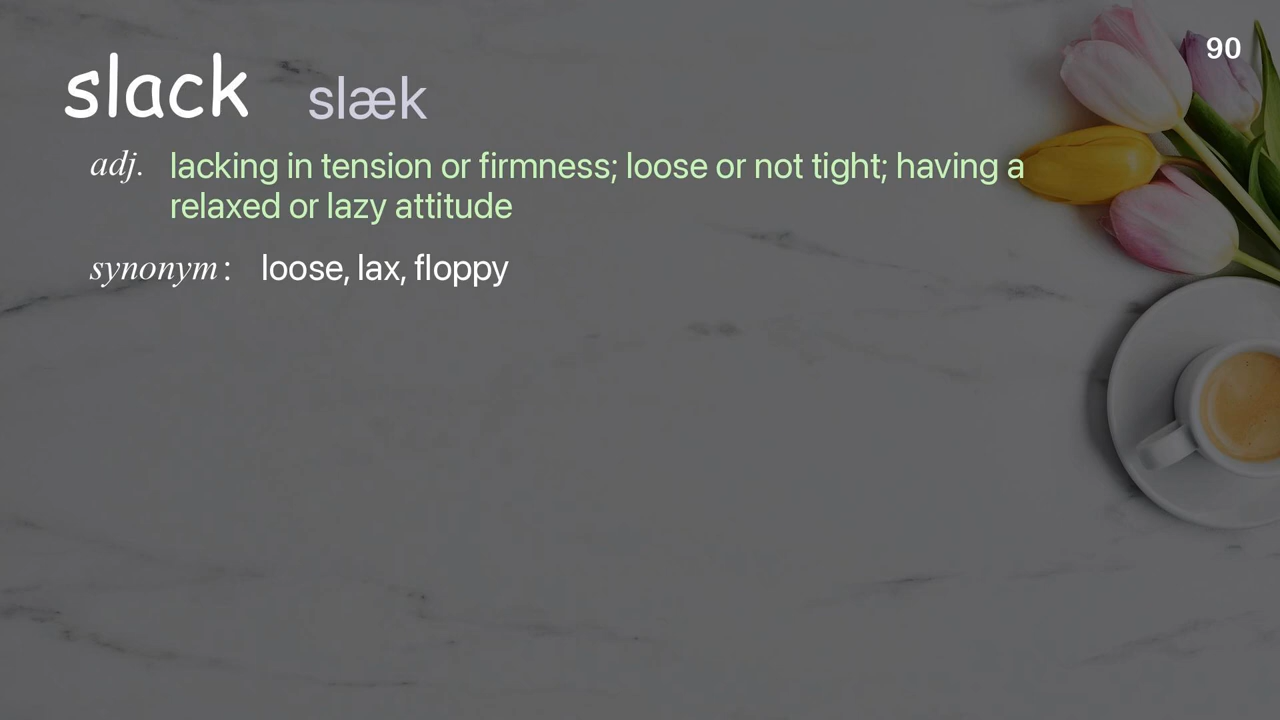 90
slack slæk
adj. lacking in tension or firmness; loose or not tight; having a
relaxed or lazy attitude
synonym : loose, lax, floppy